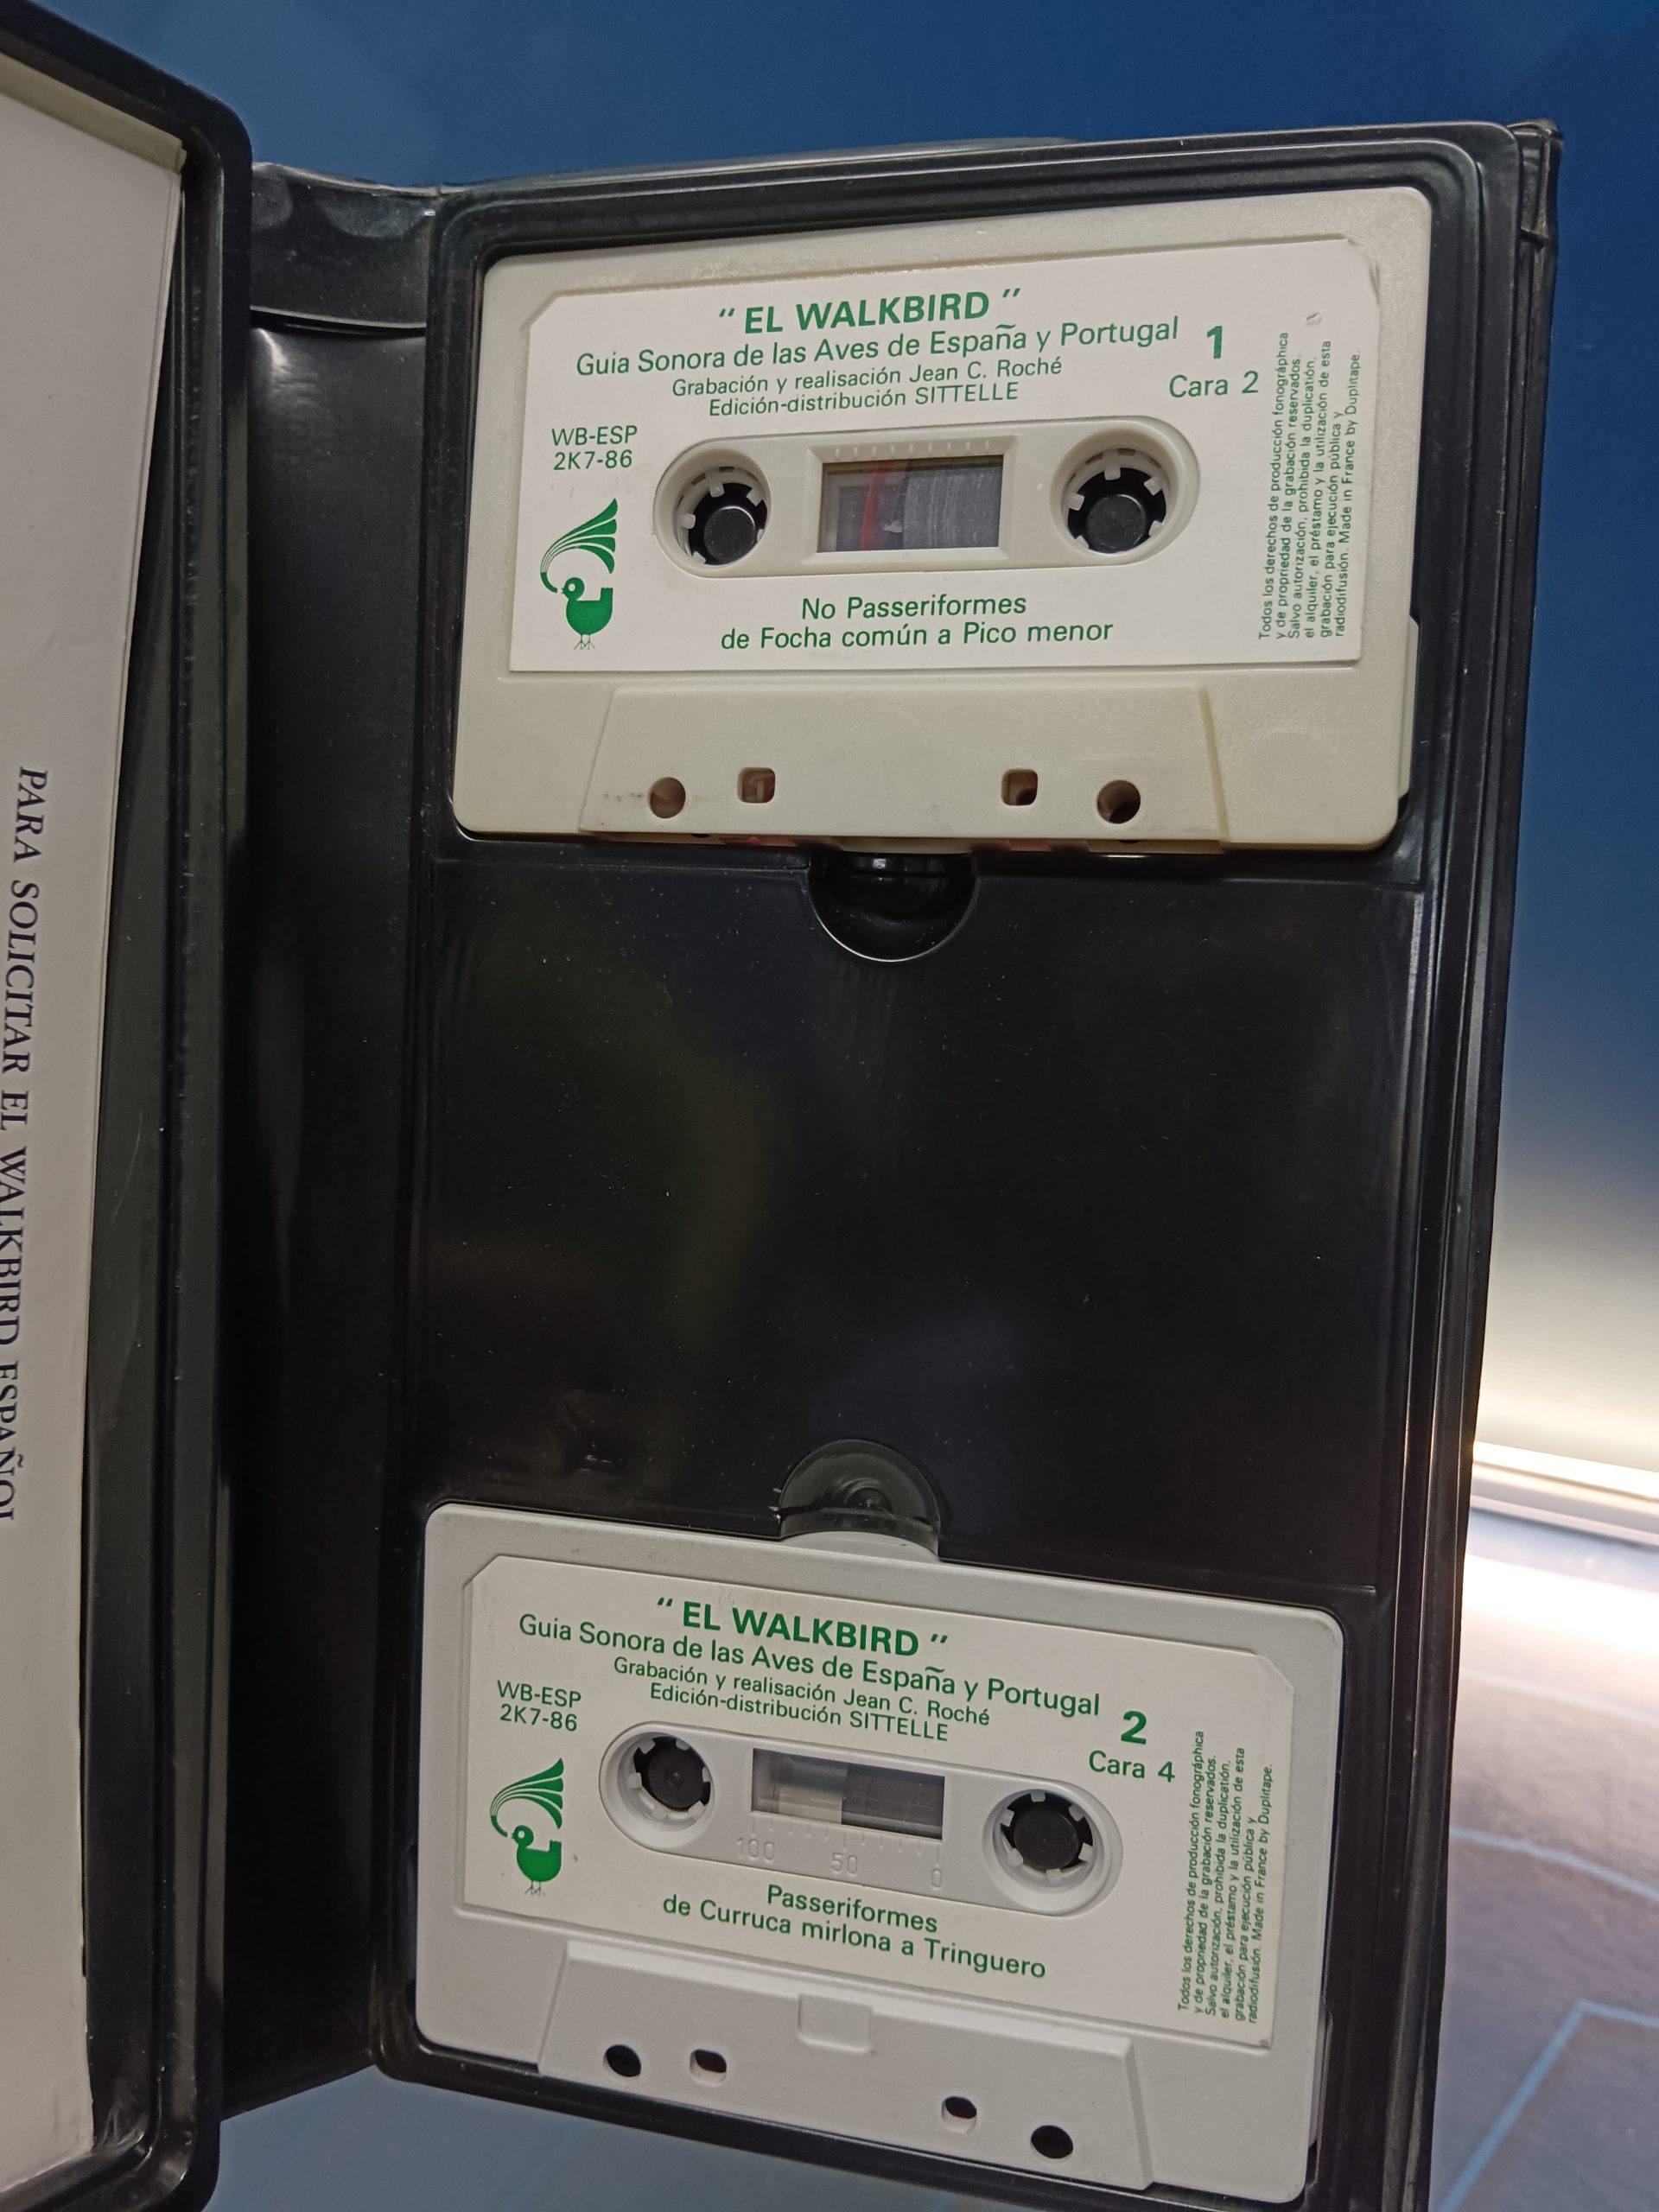 " EL WALKBIRD "
Guia Sonora de las Aves de España y Portugal
Grabación y realisación Jean C. Roché
Edición-distribución SITTELLE
1
Cara 2
WB-ESP
2K7-86
No Passeriformes
de Focha común a Pico menor
Todos los derechos de producción fonográphica
y de propriedad de la grabación reservados.
Salvo autorización, prohibida la duplicatión,
el alquiler, el préstamo y la utilización de esta
grabación para ejecución pública y
radiodifusión. Made in France by Duplitape.
PARA SOLICITAR EL WALKBIRD ESPAÑOL
" EL WALKBIRD "
Guia Sonora de las Aves de España y Portugal
Grabación y realisación Jean C. Roché
Edición-distribución SITTELLE
2
Cara 4
WB-ESP
2K7-86
100 50 0
Passeriformes
de Curruca mirlona a Tringuero
Todos los derechos de producción fonográphica
y de propriedad de la grabación reservados.
Salvo autorización, prohibida la duplicatión,
el alquiler, el préstamo y la utilización de esta
grabación para ejecución pública y
radiodifusión. Made in France by Duplitape.